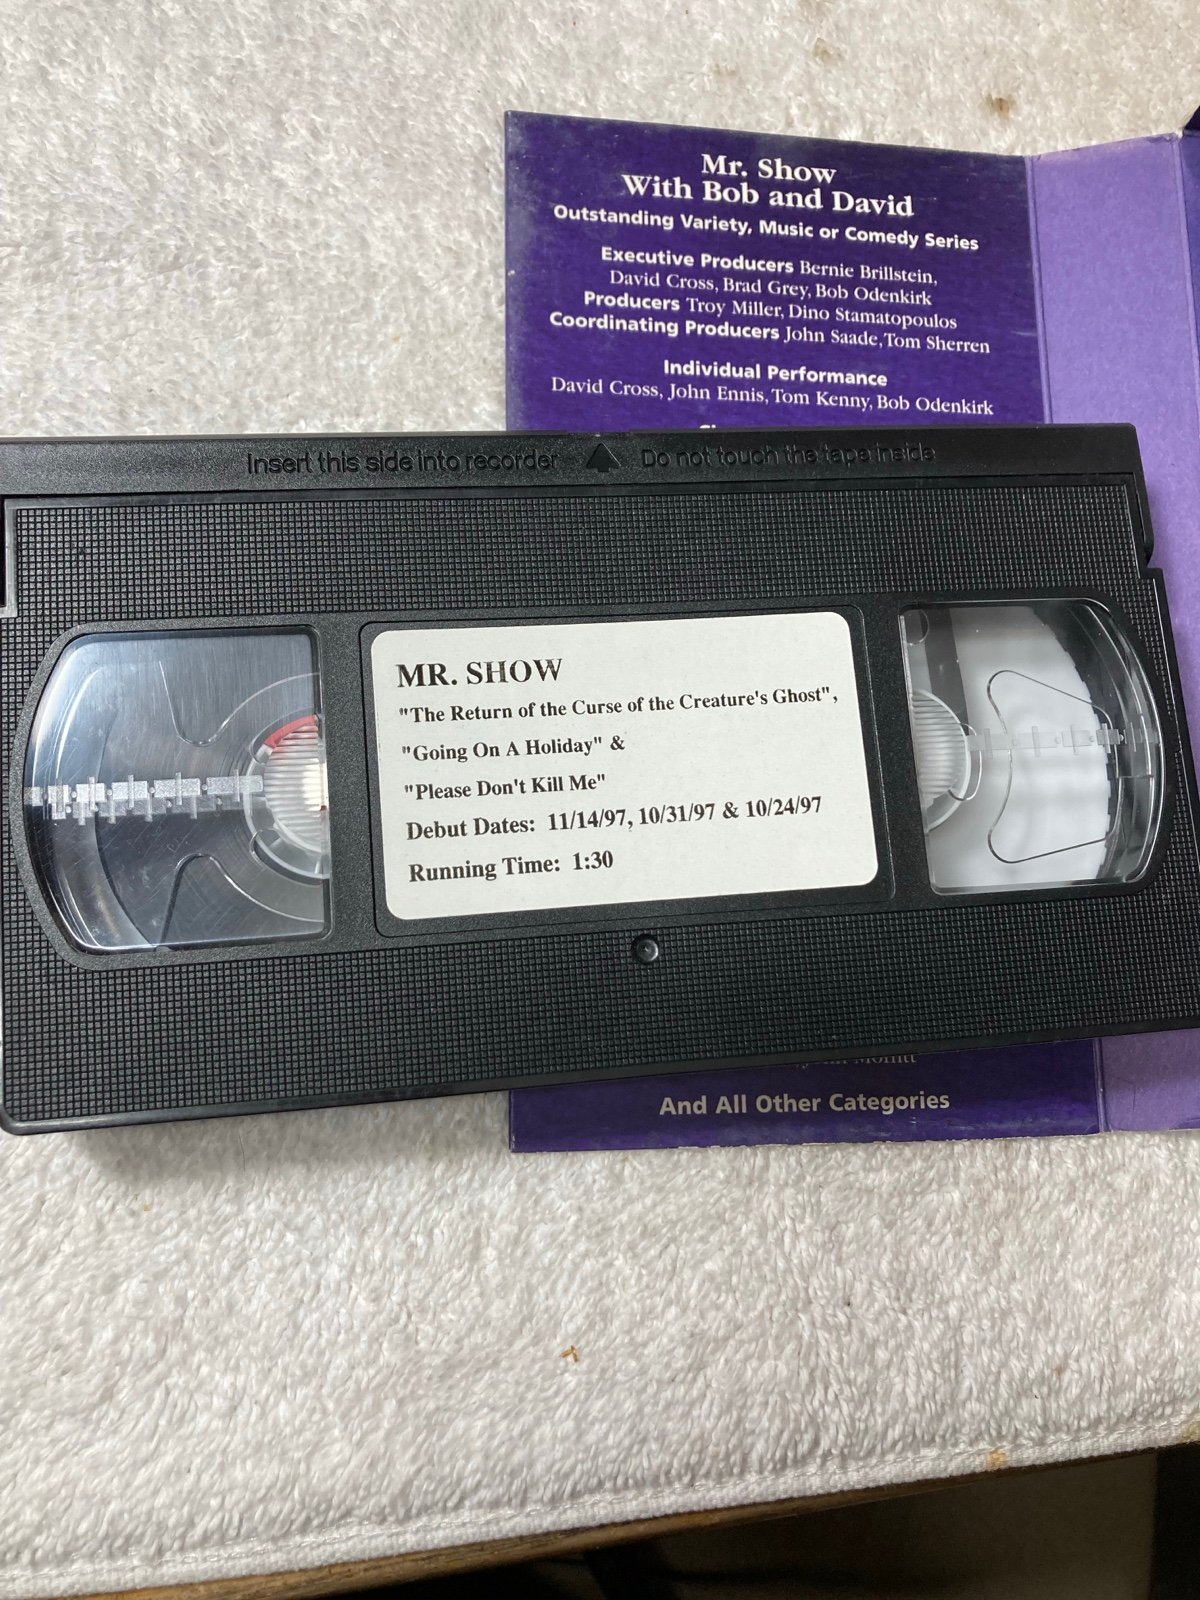 Mr. Show
With Bob and David
Outstanding Variety, Music or Comedy Series
Executive Producers Bernie Brillstein,
David Cross, Brad Grey, Bob Odenkirk
Producers Troy Miller, Dino Stamatopoulos
Coordinating Producers John Saade, Tom Sherren
Individual Performance
David Cross, John Ennis, Tom Kenny, Bob Odenkirk
Insert this side into recorder Do not touch the tape inside
MR. SHOW
"The Return of the Curse of the Creature's Ghost",
"Going On A Holiday" &
"Please Don't Kill Me"
Debut Dates: 11/14/97, 10/31/97 & 10/24/97
Running Time: 1:30
And All Other Categories